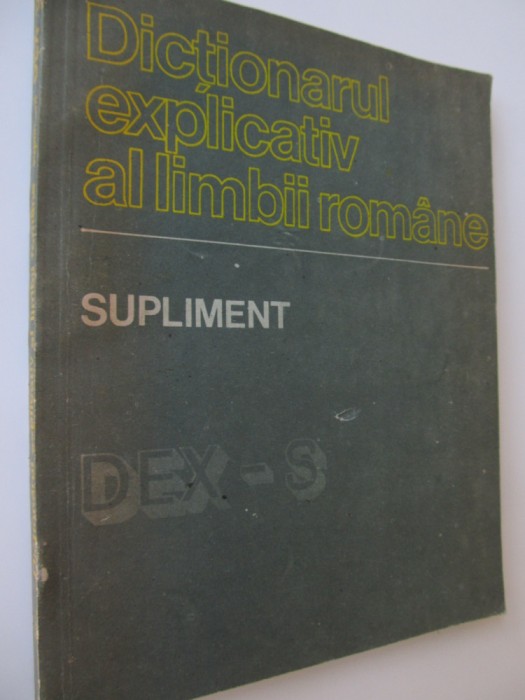 Dicționarul
explicativ
al limbii române
SUPLIMENT
DEX-S